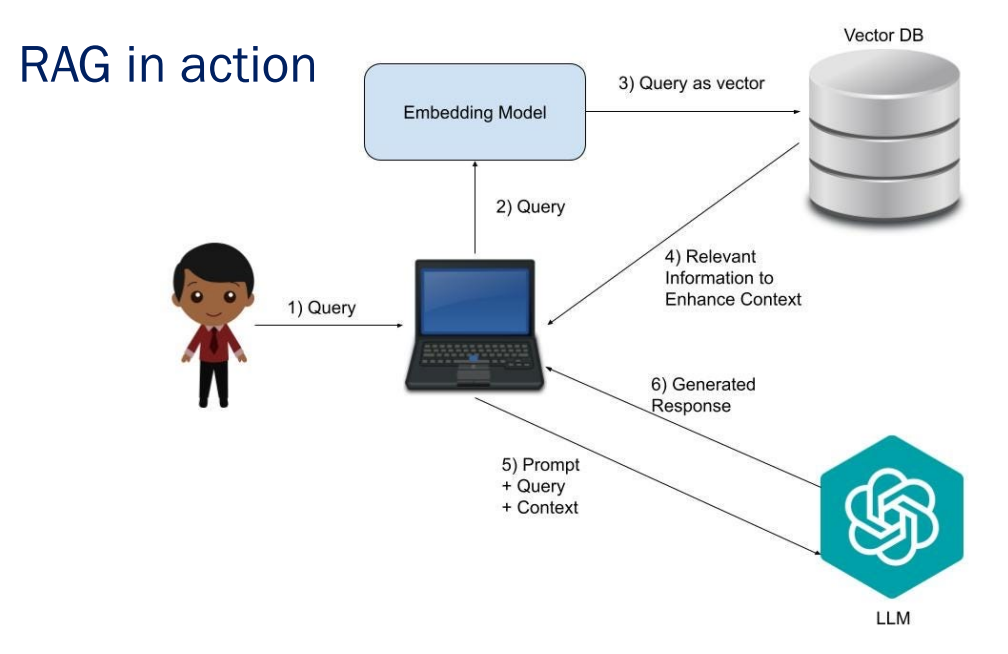 RAG in action
Vector DB
Embedding Model
3) Query as vector
2) Query
1) Query
4) Relevant
Information to
Enhance Context
6) Generated
Response
5) Prompt
+ Query
+ Context
LLM